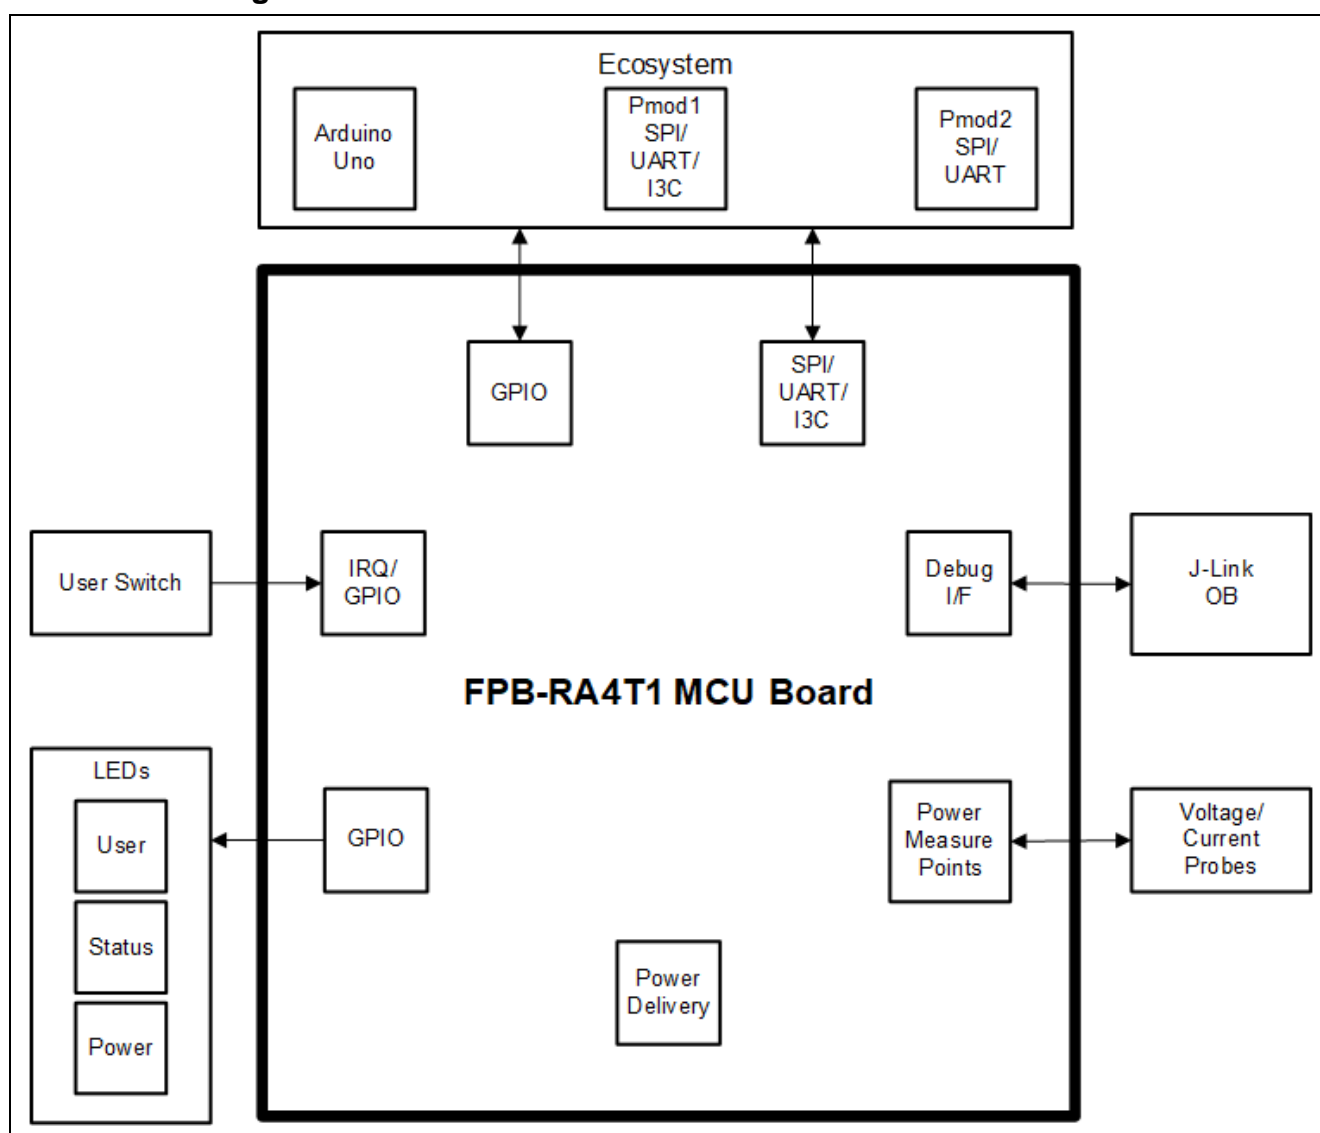 Ecosystem
Arduino
Uno
Pmod1
SPI/
UART/
I3C
Pmod2
SPI/
UART
GPIO
SPI/
UART/
I3C
User Switch
IRQ/
GPIO
Debug
I/F
J-Link
OB
FPB-RA4T1 MCU Board
LEDs
User
Status
Power
GPIO
Power
Measure
Points
Voltage/
Current
Probes
Power
Delivery